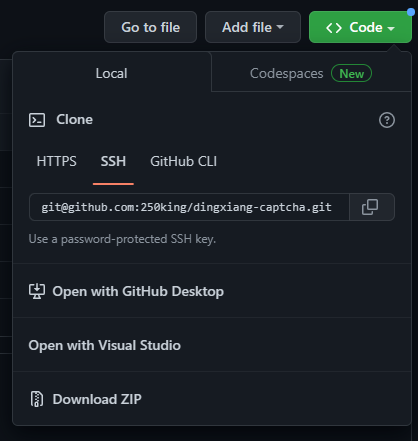 Go to file Add file Code
Local Codespaces New
Clone
HTTPS SSH GitHub CLI
git@github.com:250king/dingxiang-captcha.git
Use a password-protected SSH key.
Open with GitHub Desktop
Open with Visual Studio
Download ZIP